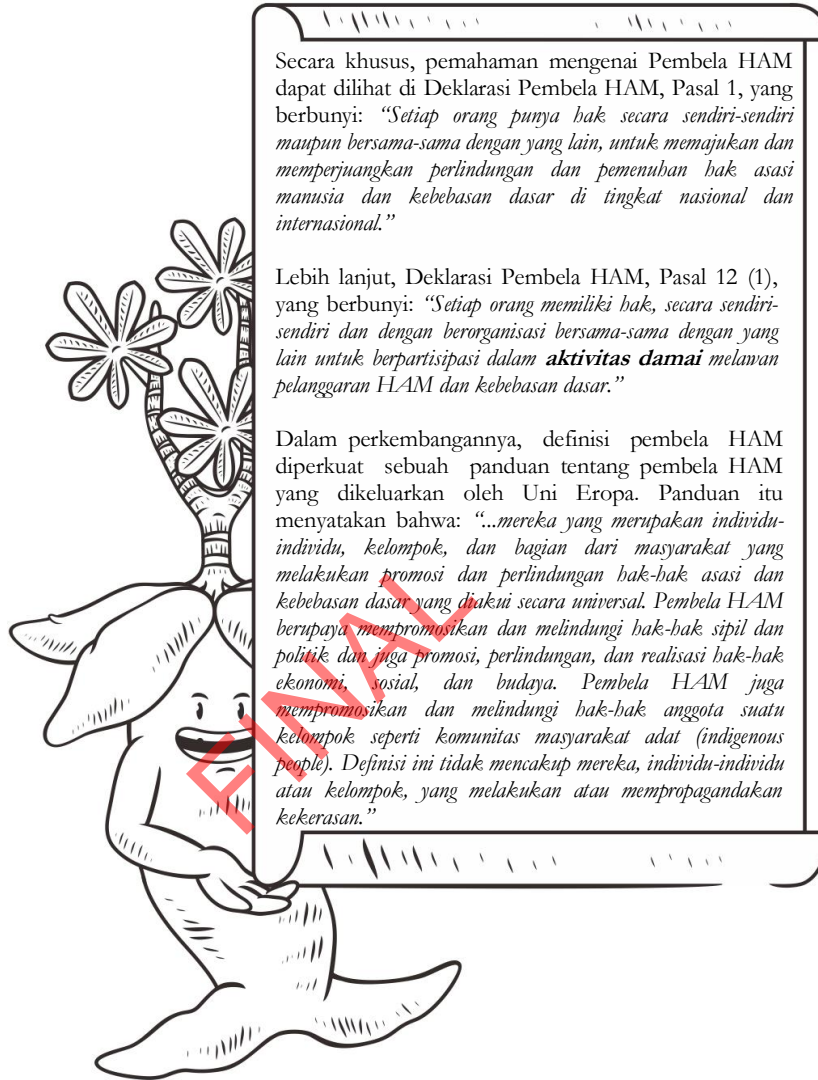 Secara khusus, pemahaman mengenai Pembela HAM
dapat dilihat di Deklarasi Pembela HAM, Pasal 1, yang
berbunyi: “Setiap orang punya hak secara sendiri-sendiri
maupun bersama-sama dengan yang lain, untuk memajukan dan
memperjuangkan perlindungan dan pemenuhan hak asasi
manusia dan kebebasan dasar di tingkat nasional dan
internasional.”
Lebih lanjut, Deklarasi Pembela HAM, Pasal 12 (1),
yang berbunyi: “Setiap orang memiliki hak, secara sendiri-
sendiri dan dengan berorganisasi bersama-sama dengan yang
lain untuk berpartisipasi dalam aktivitas damai melawan
pelanggaran HAM dan kebebasan dasar.”
Dalam perkembangannya, definisi pembela HAM
diperkuat sebuah panduan tentang pembela HAM
yang dikeluarkan oleh Uni Eropa. Panduan itu
menyatakan bahwa: “...mereka yang merupakan individu-
individu, kelompok, dan bagian dari masyarakat yang
melakukan promosi dan perlindungan hak-hak asasi dan
kebebasan dasar yang diakui secara universal. Pembela HAM
berupaya mempromosikan dan melindungi hak-hak sipil dan
politik dan juga promosi, perlindungan, dan realisasi hak-hak
ekonomi, sosial, dan budaya. Pembela HAM juga
mempromosikan dan melindungi hak-hak anggota suatu
kelompok seperti komunitas masyarakat adat (indigenous
people). Definisi ini tidak mencakup mereka, individu-individu
atau kelompok, yang melakukan atau mempropagandakan
kekerasan.”
FINAL